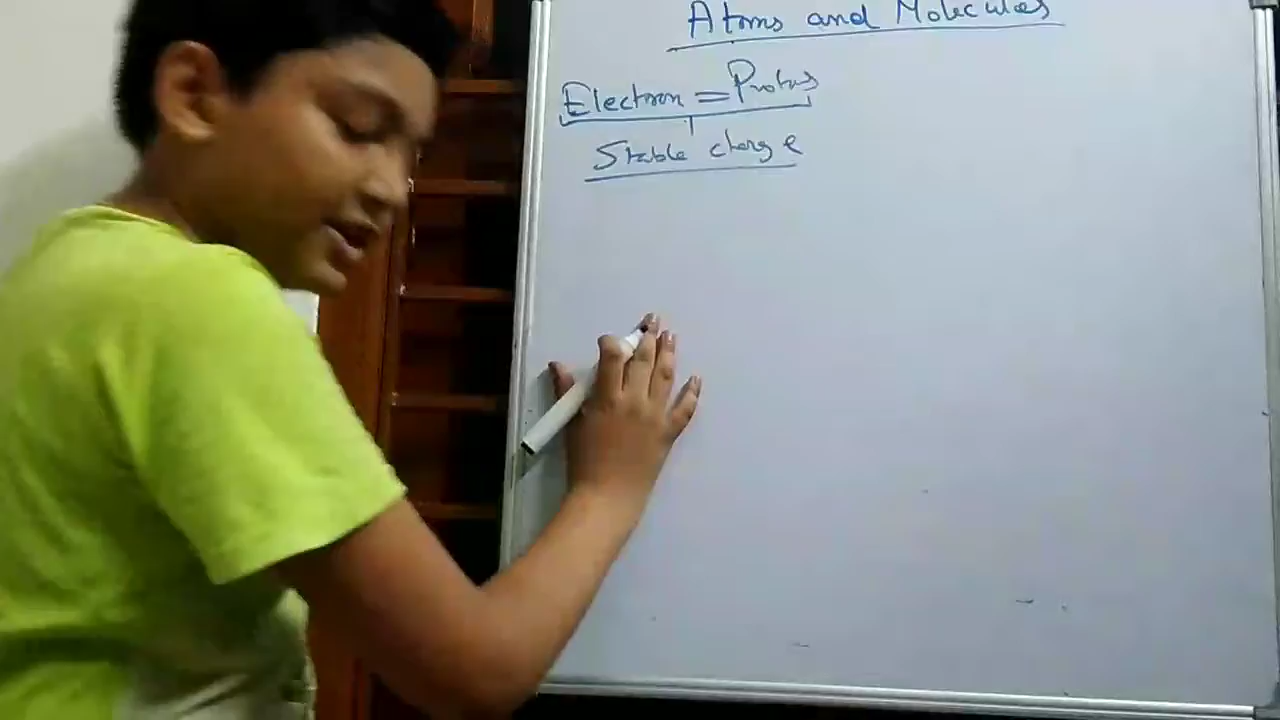 Atoms and Molecules
Electron = Protons
Stable charge